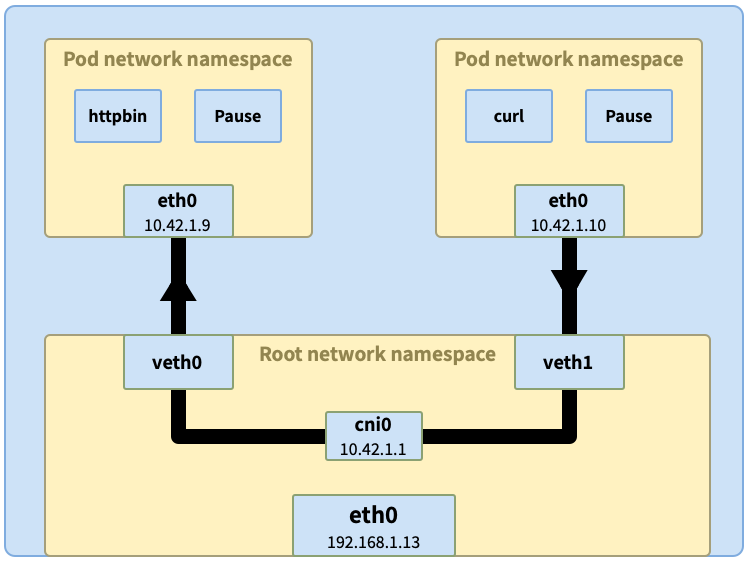 Pod network namespace
httpbin
Pause
eth0
10.42.1.9
Pod network namespace
curl
Pause
eth0
10.42.1.10
Root network namespace
veth0
veth1
cni0
10.42.1.1
eth0
192.168.1.13